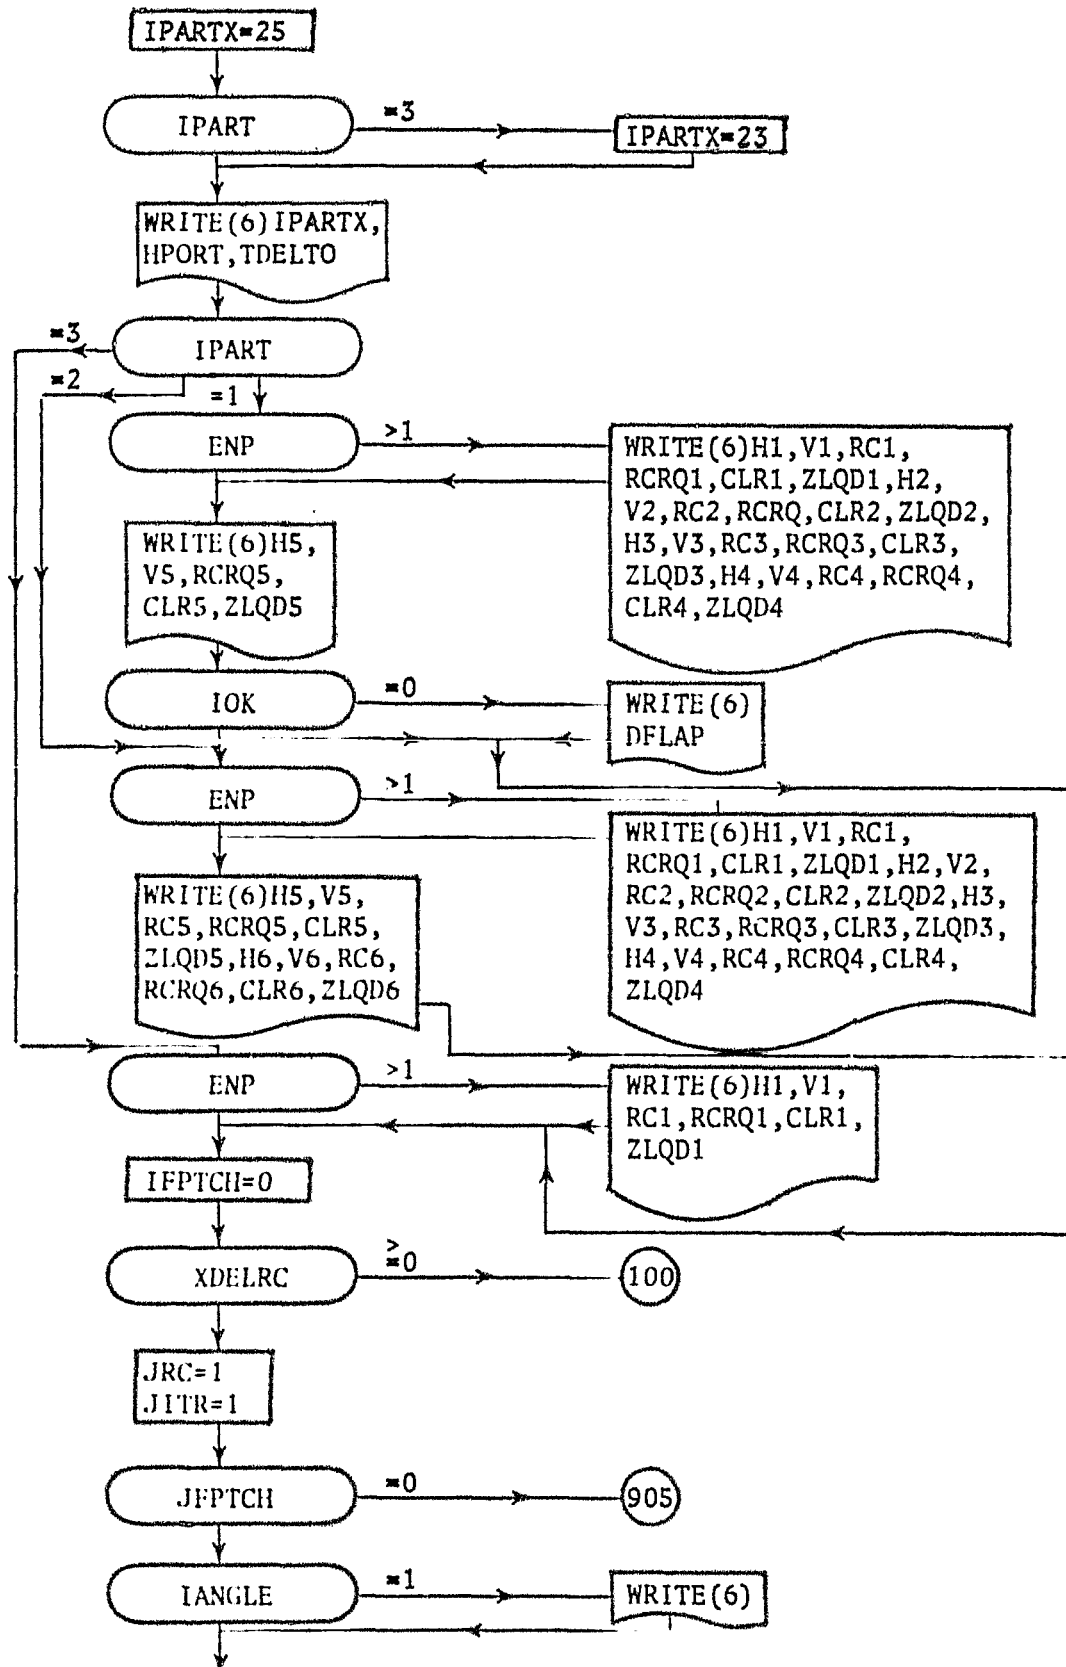 IPARTX=25
IPART
=3
IPARTX=23
WRITE(6)IPARTX,
HPORT,TDELTO
=3
IPART
=2
=1
ENP
>1
WRITE(6)H1,V1,RC1,
RCRQ1,CLR1,ZLQD1,H2,
V2,RC2,RCRQ,CLR2,ZLQD2,
H3,V3,RC3,RCRQ3,CLR3,
ZLQD3,H4,V4,RC4,RCRQ4,
CLR4,ZLQD4
WRITE(6)H5,
V5,RCRQ5,
CLR5,ZLQD5
IOK
=0
WRITE(6)
DFLAP
ENP
>1
WRITE(6)H1,V1,RC1,
RCRQ1,CLR1,ZLQD1,H2,V2,
RC2,RCRQ2,CLR2,ZLQD2,H3,
V3,RC3,RCRQ3,CLR3,ZLQD3,
H4,V4,RC4,RCRQ4,CLR4,
ZLQD4
WRITE(6)H5,V5,
RC5,RCRQ5,CLR5,
ZLQD5,H6,V6,RC6,
RCRQ6,CLR6,ZLQD6
ENP
>1
WRITE(6)H1,V1,
RC1,RCRQ1,CLR1,
ZLQD1
IFPTCH=0
XDELRC
≥0
100
JRC=1
JITR=1
JFPTCH
=0
905
IANGLE
=1
WRITE(6)